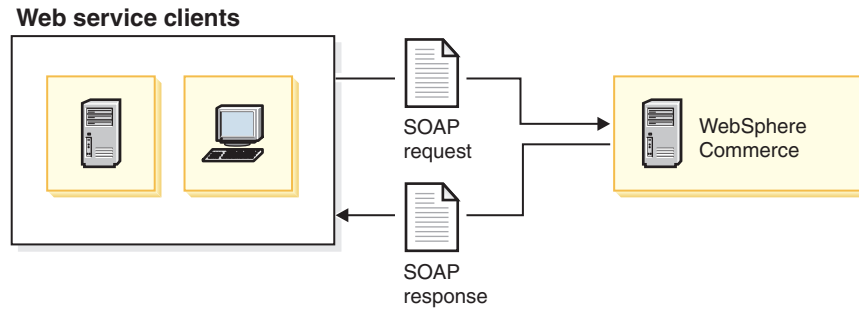 Web service clients
SOAP
request
WebSphere
Commerce
SOAP
response